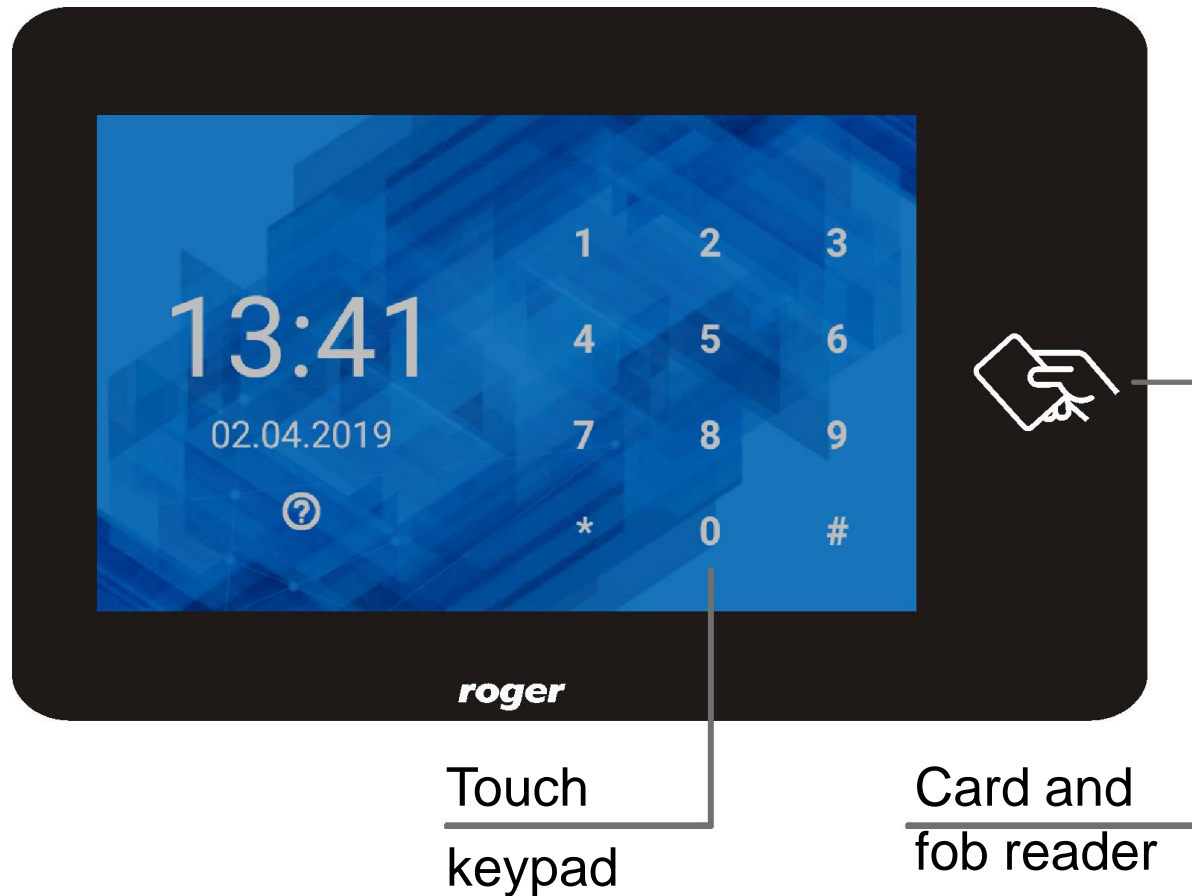 1 2 3
13:41
4 5 6
02.04.2019
7 8 9
?
* 0 #
roger
Touch
keypad
Card and
fob reader